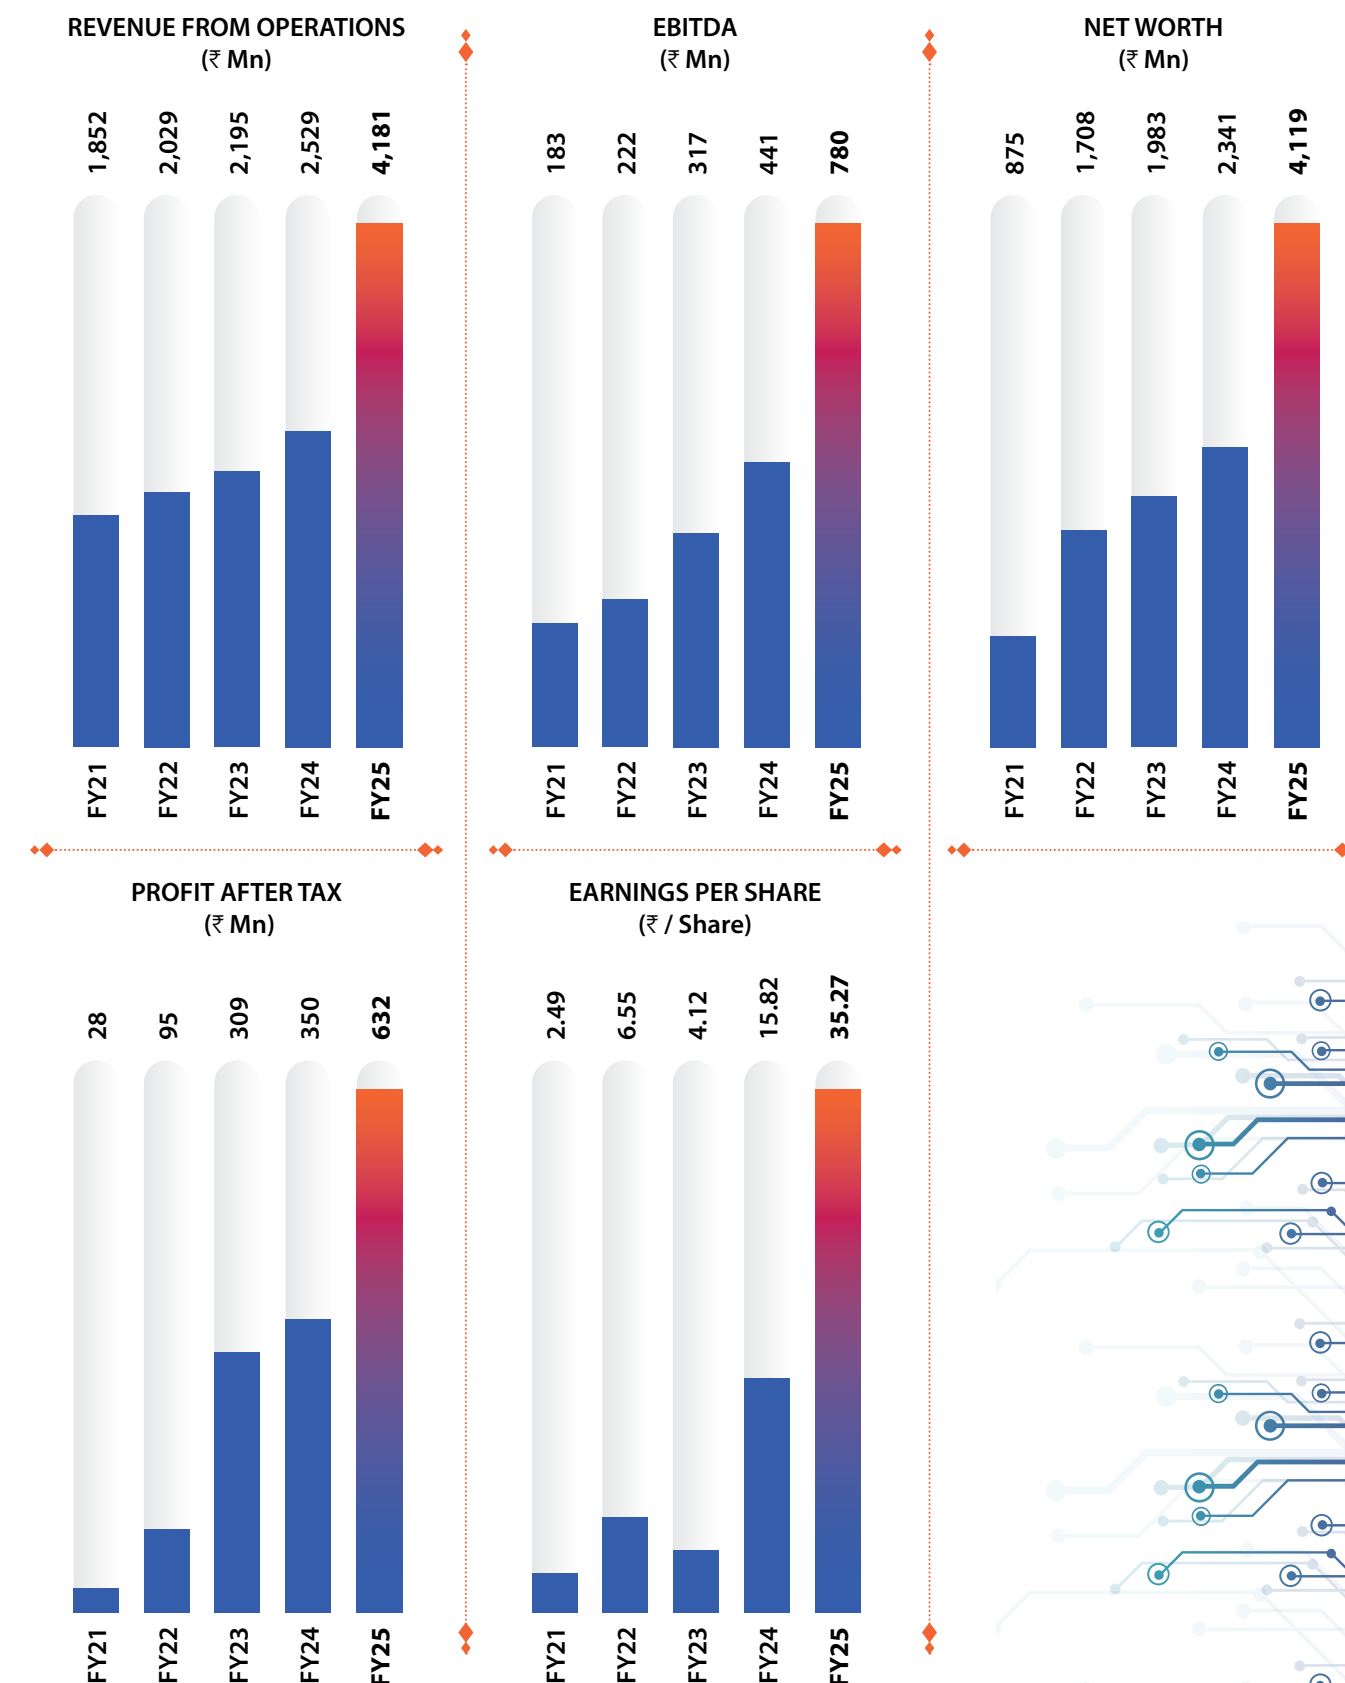 REVENUE FROM OPERATIONS
(₹ Mn)
1,852
2,029
2,195
2,529
4,181
FY21
FY22
FY23
FY24
FY25
EBITDA
(₹ Mn)
183
222
317
441
780
FY21
FY22
FY23
FY24
FY25
NET WORTH
(₹ Mn)
875
1,708
1,983
2,341
4,119
FY21
FY22
FY23
FY24
FY25
PROFIT AFTER TAX
(₹ Mn)
28
95
309
350
632
FY21
FY22
FY23
FY24
FY25
EARNINGS PER SHARE
(₹ / Share)
2.49
6.55
4.12
15.82
35.27
FY21
FY22
FY23
FY24
FY25